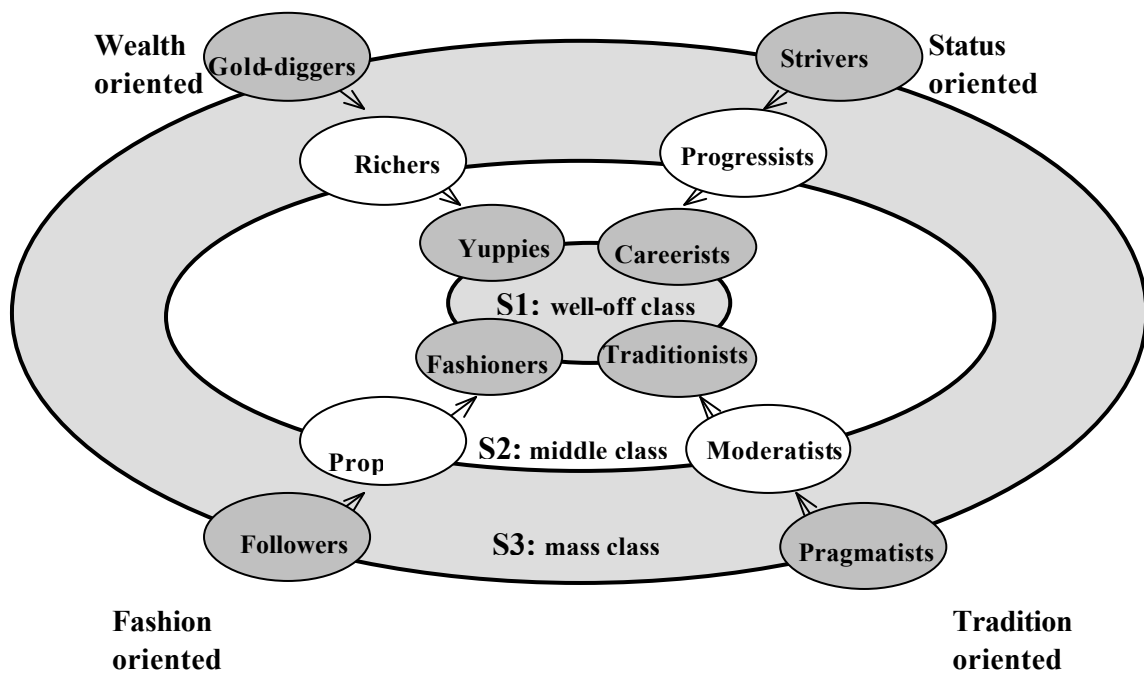 Wealth
oriented
Gold-diggers
Strivers
Status
oriented
Richers
Progressists
Yuppies
Careerists
S1: well-off class
Fashioners
Traditionists
Prop
S2: middle class
Moderatists
Followers
S3: mass class
Pragmatists
Fashion
oriented
Tradition
oriented